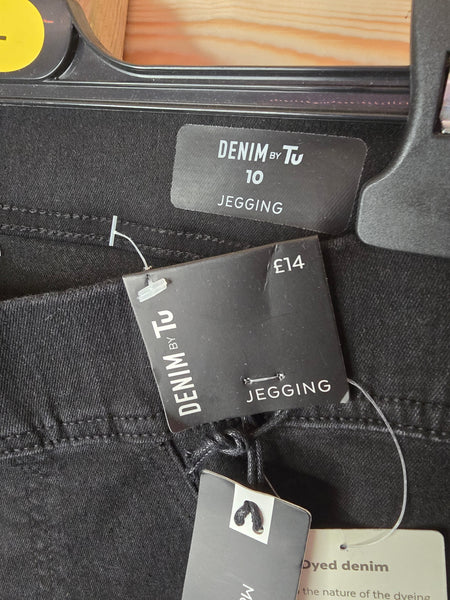 DENIM BY Tu
10
JEGGING
£14
DENIM BY Tu
JEGGING
Dyed denim
the nature of the dyeing